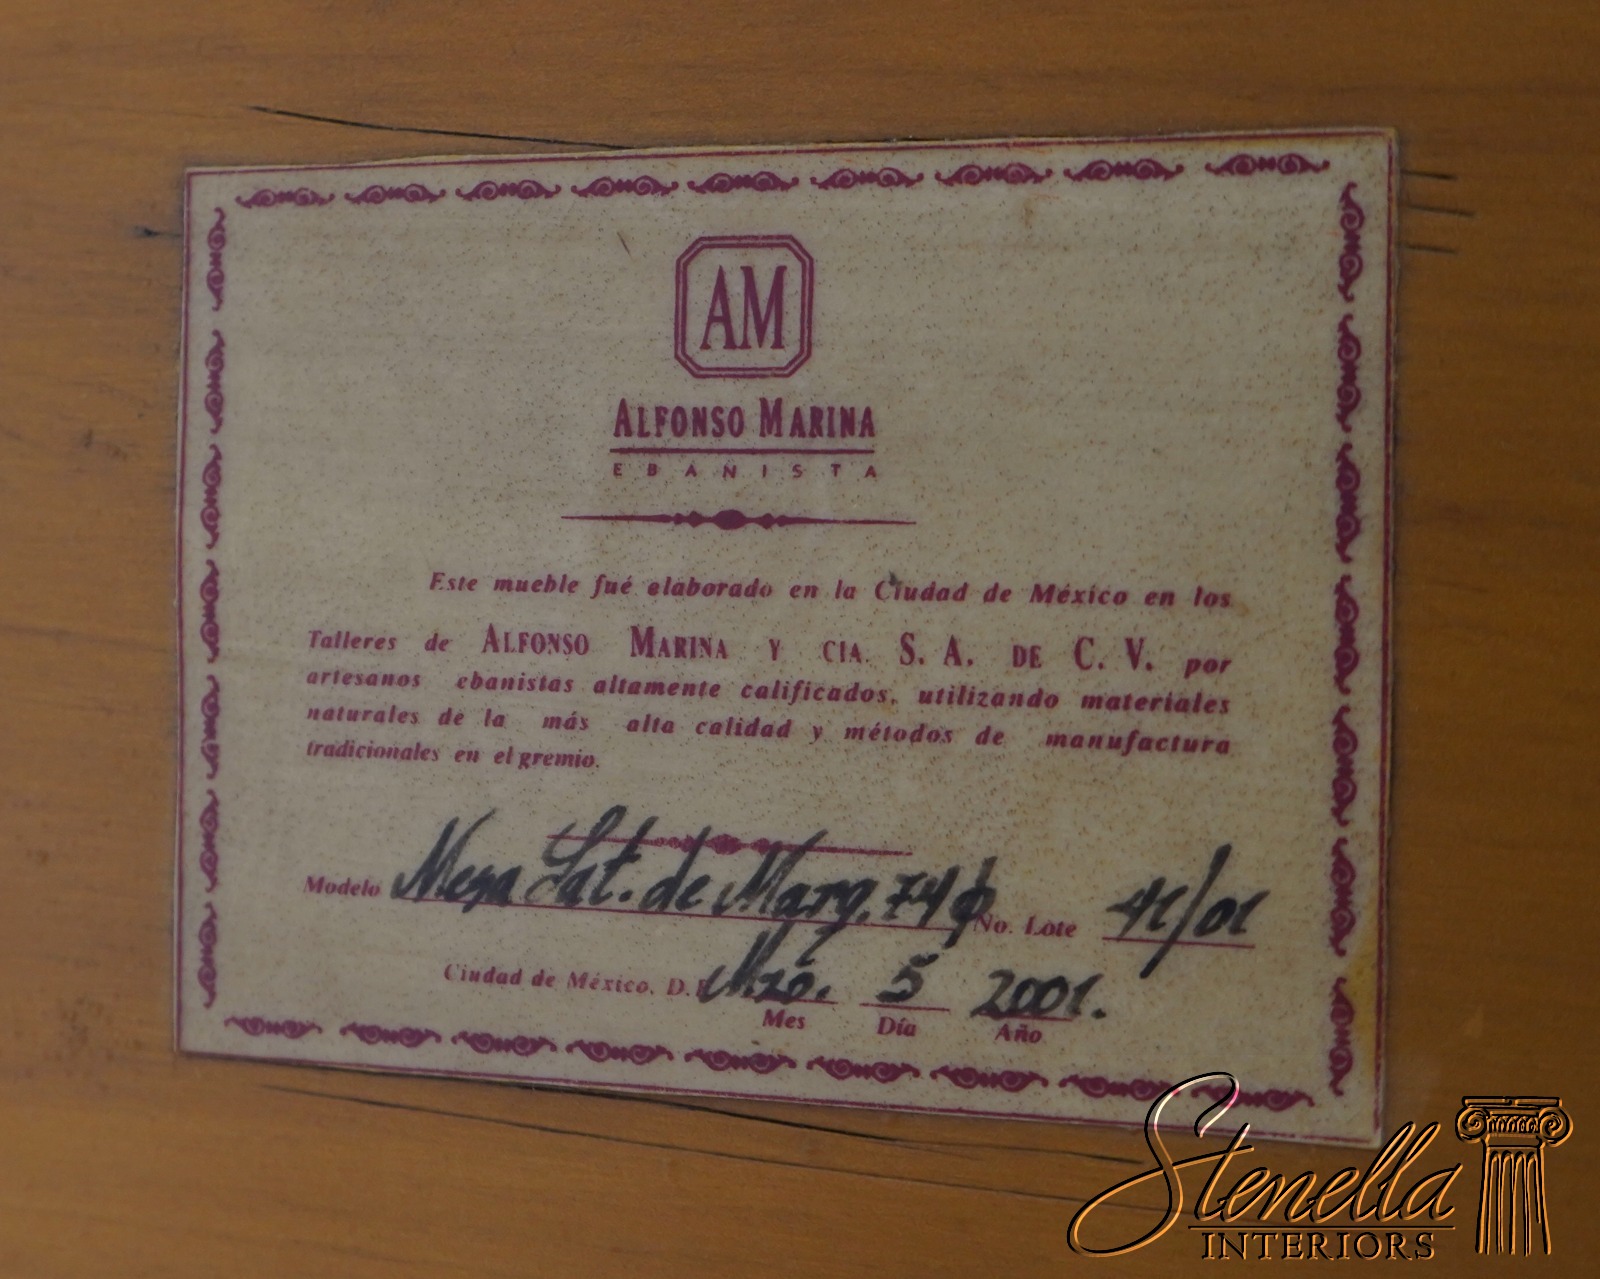 AM
ALFONSO MARINA
EBANISTA
Este mueble fué elaborado en la Ciudad de México en los
Talleres de ALFONSO MARINA Y CIA. S. A. DE C. V. por
artesanos ebanistas altamente calificados, utilizando materiales
naturales de la más alta calidad y métodos de manufactura
tradicionales en el gremio.
Modelo Mesa Lat. de Marq. 74ϕ No. Lote 41/01
Ciudad de México, D.F. Mzo. 5 2001.
Mes Día Año
Stenella
INTERIORS